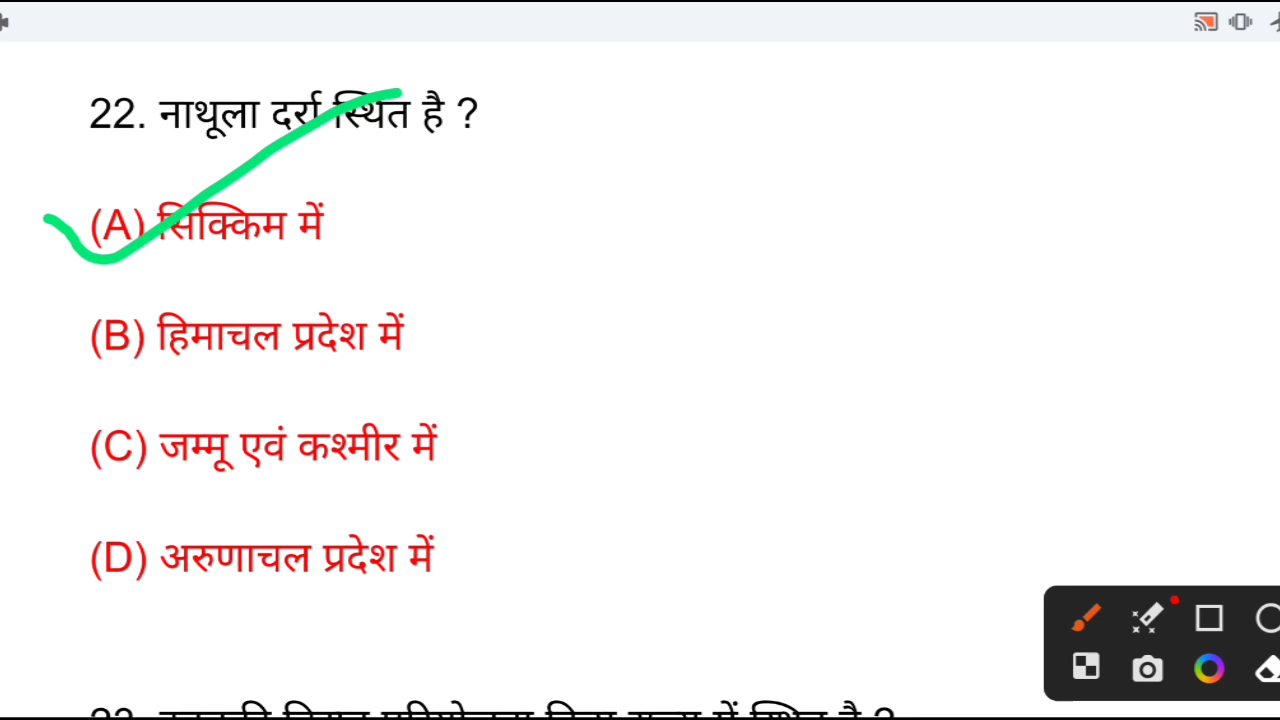 22. नाथूला दर्रा स्थित है ?
(A) सिक्किम में
(B) हिमाचल प्रदेश में
(C) जम्मू एवं कश्मीर में
(D) अरुणाचल प्रदेश में
में स्थित है ?